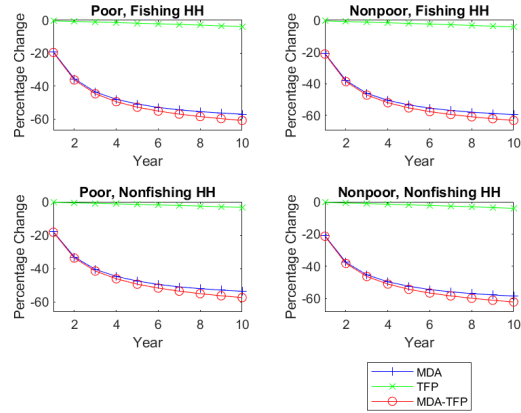 Poor, Fishing HH
Percentage Change
0
-20
-40
-60
2 4 6 8 10
Year
Nonpoor, Fishing HH
Percentage Change
0
-20
-40
-60
2 4 6 8 10
Year
Poor, Nonfishing HH
Percentage Change
0
-20
-40
-60
2 4 6 8 10
Year
Nonpoor, Nonfishing HH
Percentage Change
0
-20
-40
-60
2 4 6 8 10
Year
MDA
TFP
MDA-TFP